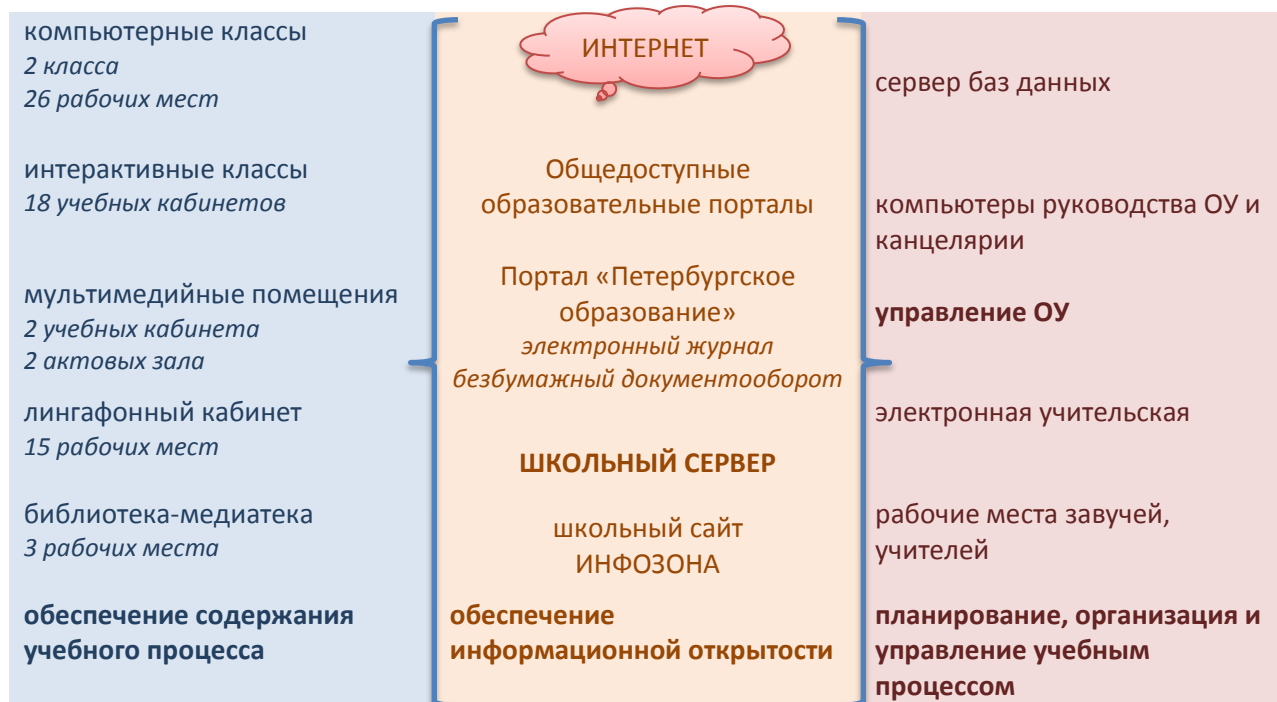 компьютерные классы
2 класса
26 рабочих мест
интерактивные классы
18 учебных кабинетов
мультимедийные помещения
2 учебных кабинета
2 актовых зала
лингафонный кабинет
15 рабочих мест
библиотека-медиатека
3 рабочих места
обеспечение содержания
учебного процесса
ИНТЕРНЕТ
Общедоступные
образовательные порталы
Портал «Петербургское
образование»
электронный журнал
безбумажный документооборот
ШКОЛЬНЫЙ СЕРВЕР
школьный сайт
ИНФОЗОНА
обеспечение
информационной открытости
сервер баз данных
компьютеры руководства ОУ и
канцелярии
управление ОУ
электронная учительская
рабочие места завучей,
учителей
планирование, организация и
управление учебным
процессом